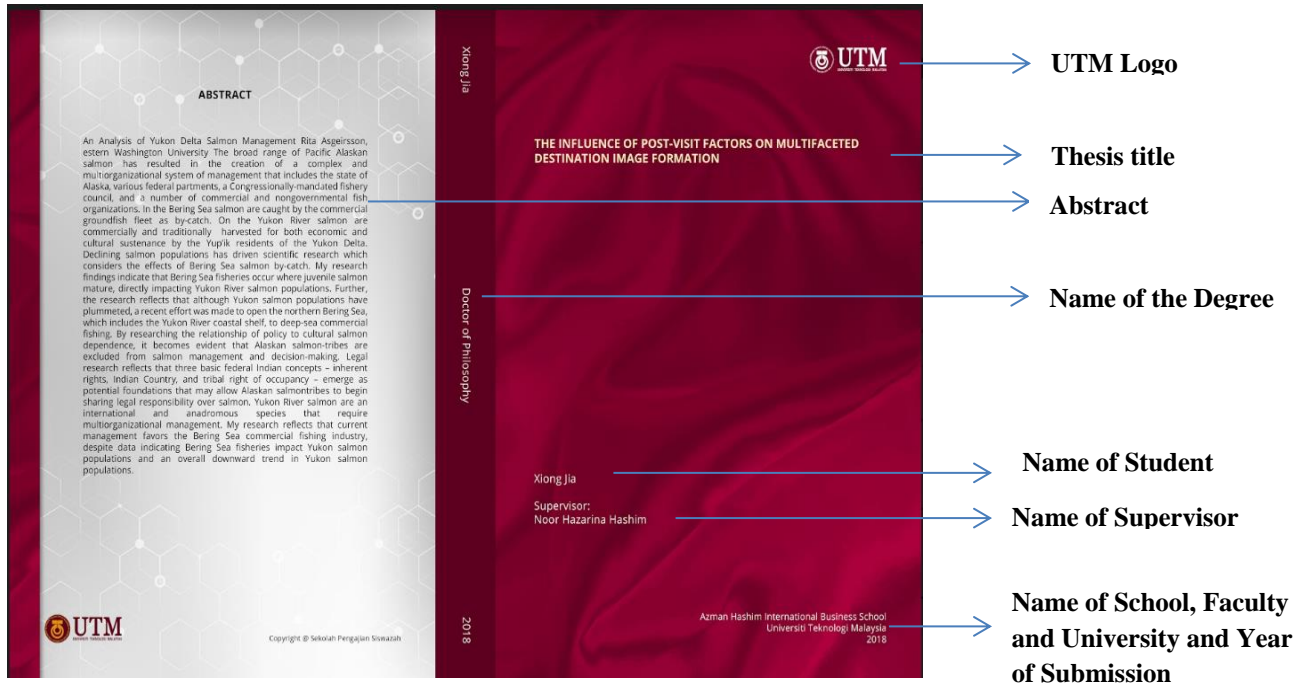 ABSTRACT
An Analysis of Yukon Delta Salmon Management Rita Asgeirsson,
estern Washington University The broad range of Pacific Alaskan
salmon has resulted in the creation of a complex and
multiorganizational system of management that includes the state of
Alaska, various federal partments, a Congressionally-mandated fishery
council, and a number of commercial and nongovernmental fish
organizations. In the Bering Sea salmon are caught by the commercial
groundfish fleet as by-catch. On the Yukon River salmon are
commercially and traditionally harvested for both economic and
cultural sustenance by the Yup'ik residents of the Yukon Delta.
Declining salmon populations has driven scientific research which
considers the effects of Bering Sea salmon by-catch. My research
findings indicate that Bering Sea fisheries occur where juvenile salmon
mature, directly impacting Yukon River salmon populations. Further,
the research reflects that although Yukon salmon populations have
plummeted, a recent effort was made to open the northern Bering Sea,
which includes the Yukon River coastal shelf, to deep-sea commercial
fishing. By researching the relationship of policy to cultural salmon
dependence, it becomes evident that Alaskan salmon-tribes are
excluded from salmon management and decision-making. Legal
research reflects that three basic federal Indian concepts – inherent
rights, Indian Country, and tribal right of occupancy – emerge as
potential foundations that may allow Alaskan salmontribes to begin
sharing legal responsibility over salmon. Yukon River salmon are an
international and anadromous species that require
multiorganizational management. My research reflects that current
management favors the Bering Sea commercial fishing industry,
despite data indicating Bering Sea fisheries impact Yukon salmon
populations and an overall downward trend in Yukon salmon
populations.
UTM
UNIVERSITI TEKNOLOGI MALAYSIA
Copyright @ Sekolah Pengajian Siswazah
Xiong Jia
Doctor of Philosophy
2018
UTM
UNIVERSITI TEKNOLOGI MALAYSIA
THE INFLUENCE OF POST-VISIT FACTORS ON MULTIFACETED
DESTINATION IMAGE FORMATION
Xiong Jia
Supervisor:
Noor Hazarina Hashim
Azman Hashim International Business School
Universiti Teknologi Malaysia
2018
UTM Logo
Thesis title
Abstract
Name of the Degree
Name of Student
Name of Supervisor
Name of School, Faculty
and University and Year
of Submission